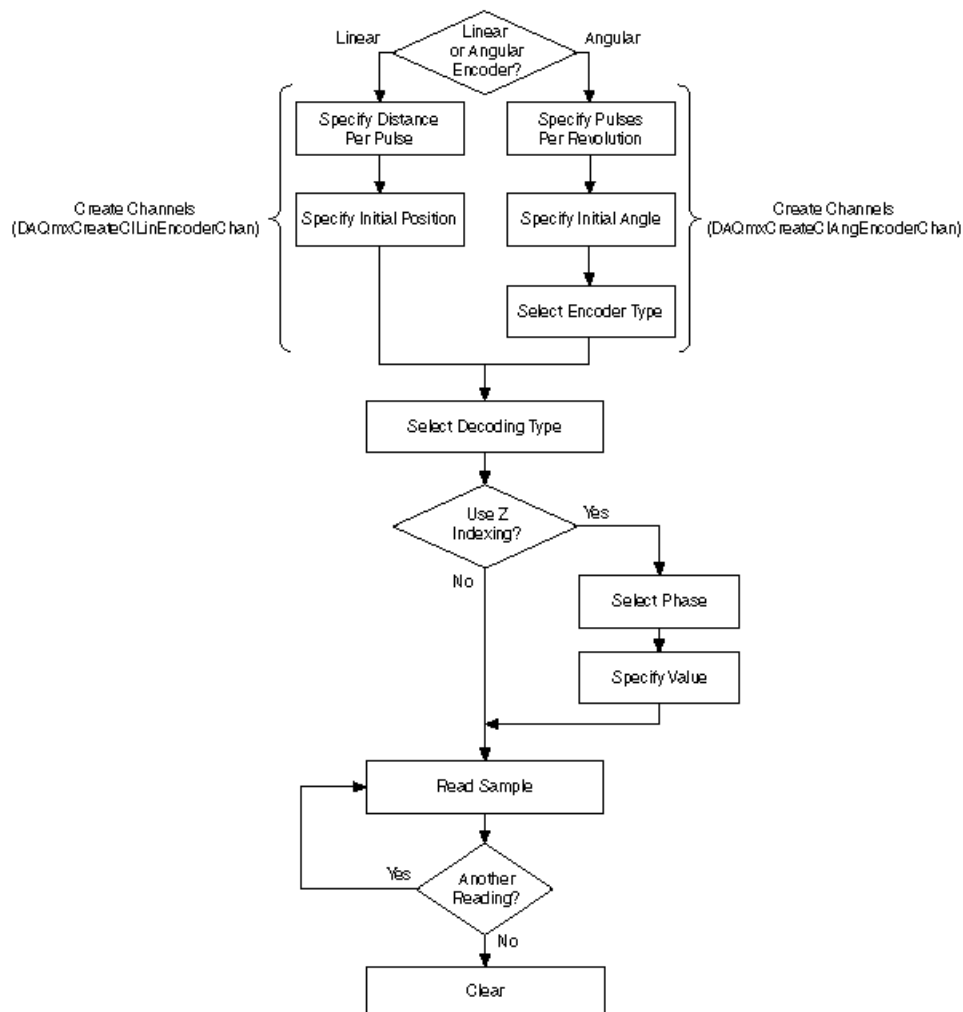 Linear
Linear
or Angular
Encoder?
Angular
Specify Distance
Per Pulse
Specify Pulses
Per Revolution
Create Channels
(DAQmxCreateCILinEncoderChan)
Specify Initial Position
Specify Initial Angle
Create Channels
(DAQmxCreateCIAngEncoderChan)
Select Encoder Type
Select Decoding Type
Use Z
Indexing?
Yes
No
Select Phase
Specify Value
Read Sample
Yes
Another
Reading?
No
Clear